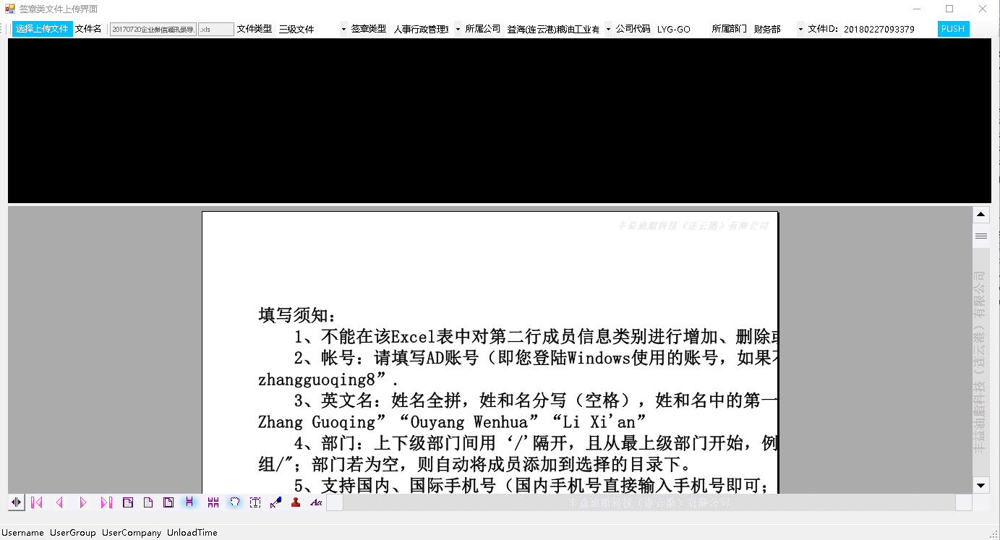 签章类文件上传界面
选择上传文件 文件名 20170720企业微信通讯录导 .xls 文件类型 三级文件 签章类型 人事行政管理 所属公司 益海(连云港)粮油工业有 公司代码 LYG-GO 所属部门 财务部 文件ID: 20180227093379 PUSH
丰益油脂科技（连云港）有限公司
填写须知：
1、不能在该Excel表中对第二行成员信息类别进行增加、删除
2、帐号：请填写AD账号（即您登陆Windows使用的账号，如果
zhangguoqing8”.
3、英文名：姓名全拼，姓和名分写（空格），姓和名中的第一
Zhang Guoqing” “Ouyang Wenhua” “Li Xi'an”
4、部门：上下级部门间用‘/'隔开，且从最上级部门开始，例
组/"；部门若为空，则自动将成员添加到选择的目录下。
5、支持国内、国际手机号（国内手机号直接输入手机号即可；
丰益油脂科技（连云港）有限公司
Aa
丰益油脂科技（连云港）有限公司
Username UserGroup UserCompany UnloadTime